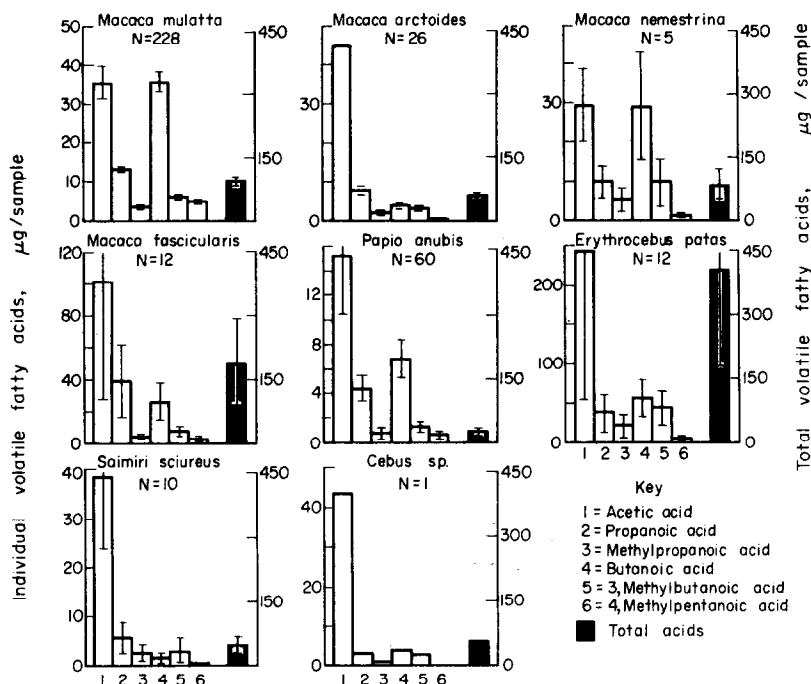 Macaca mulatta
N=228
Macaca arctoides
N=26
Macaca nemestrina
N=5
50
40
30
20
10
0
450
150
30
0
450
150
30
0
450
300
150
0
Macaca fascicularis
N=12
Papio anubis
N=60
Erythrocebus patas
N=12
120
80
40
0
450
150
12
8
4
0
450
150
200
100
0
450
300
150
0
1 2 3 4 5 6
Saimiri sciureus
N=10
Cebus sp.
N=1
40
30
20
10
0
450
150
40
20
0
450
300
150
0
1 2 3 4 5 6
1 2 3 4 5 6
Individual volatile fatty acids, µg/sample
Total volatile fatty acids, µg / sample
Key
1 = Acetic acid
2 = Propanoic acid
3 = Methylpropanoic acid
4 = Butanoic acid
5 = 3, Methylbutanoic acid
6 = 4, Methylpentanoic acid
Total acids